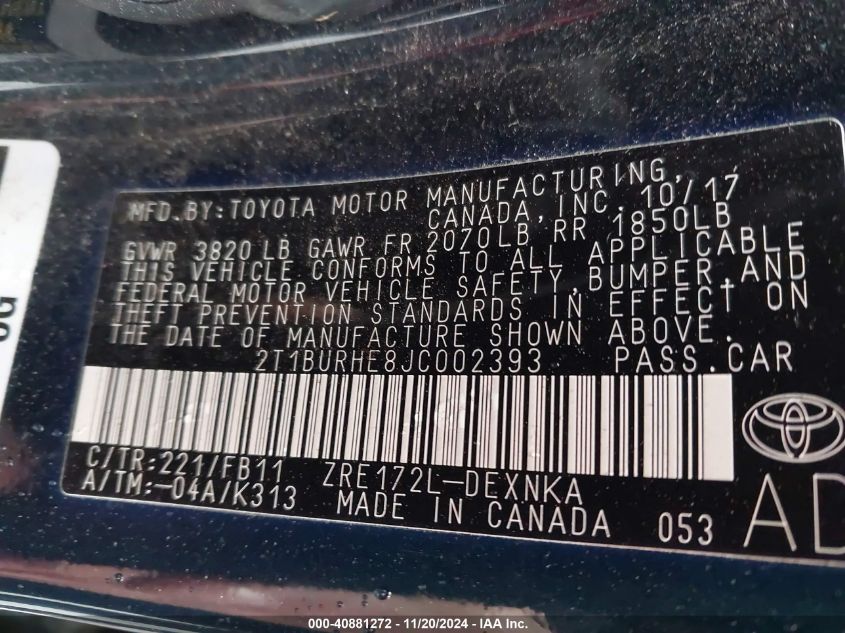 MFD.BY:TOYOTA MOTOR MANUFACTURING,
CANADA, INC. 10/17
GVWR 3820 LB GAWR FR 2070LB RR 1850LB
THIS VEHICLE CONFORMS TO ALL APPLICABLE
FEDERAL MOTOR VEHICLE SAFETY,BUMPER,AND
THEFT PREVENTION STANDARDS IN EFFECT ON
THE DATE OF MANUFACTURE SHOWN ABOVE.
2T1BURHE8JC002393 PASS.CAR
C/TR:221/FB11 ZRE172L-DEXNKA
A/TM:-04A/K313 MADE IN CANADA 053 AD
000-40881272 - 11/20/2024 - IAA Inc.